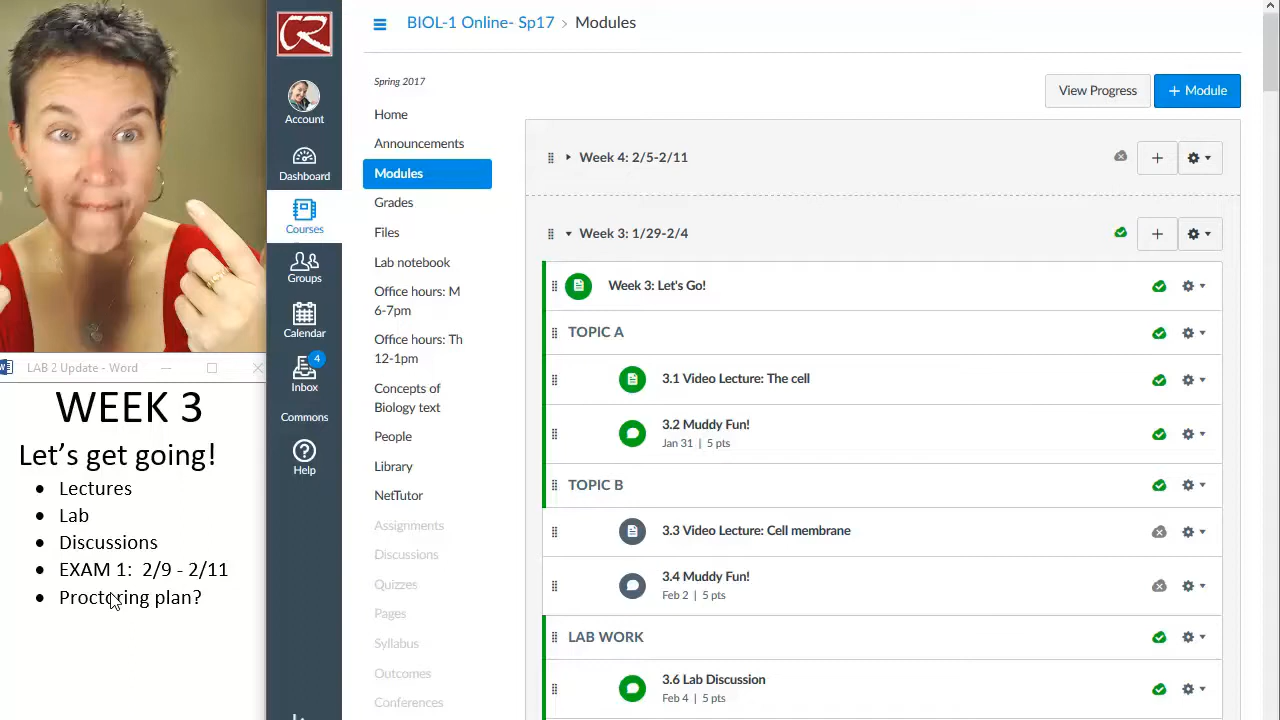 CR
Account
Dashboard
Courses
Groups
Calendar
4
Inbox
Commons
Help
LAB 2 Update - Word
WEEK 3
Let's get going!
• Lectures
• Lab
• Discussions
• EXAM 1: 2/9 - 2/11
• Proctoring plan?
BIOL-1 Online- Sp17 > Modules
Spring 2017
Home
Announcements
Modules
Grades
Files
Lab notebook
Office hours: M
6-7pm
Office hours: Th
12-1pm
Concepts of
Biology text
People
Library
NetTutor
Assignments
Discussions
Quizzes
Pages
Syllabus
Outcomes
Conferences
View Progress
+ Module
Week 4: 2/5-2/11
Week 3: 1/29-2/4
Week 3: Let's Go!
TOPIC A
3.1 Video Lecture: The cell
3.2 Muddy Fun!
Jan 31 | 5 pts
TOPIC B
3.3 Video Lecture: Cell membrane
3.4 Muddy Fun!
Feb 2 | 5 pts
LAB WORK
3.6 Lab Discussion
Feb 4 | 5 pts